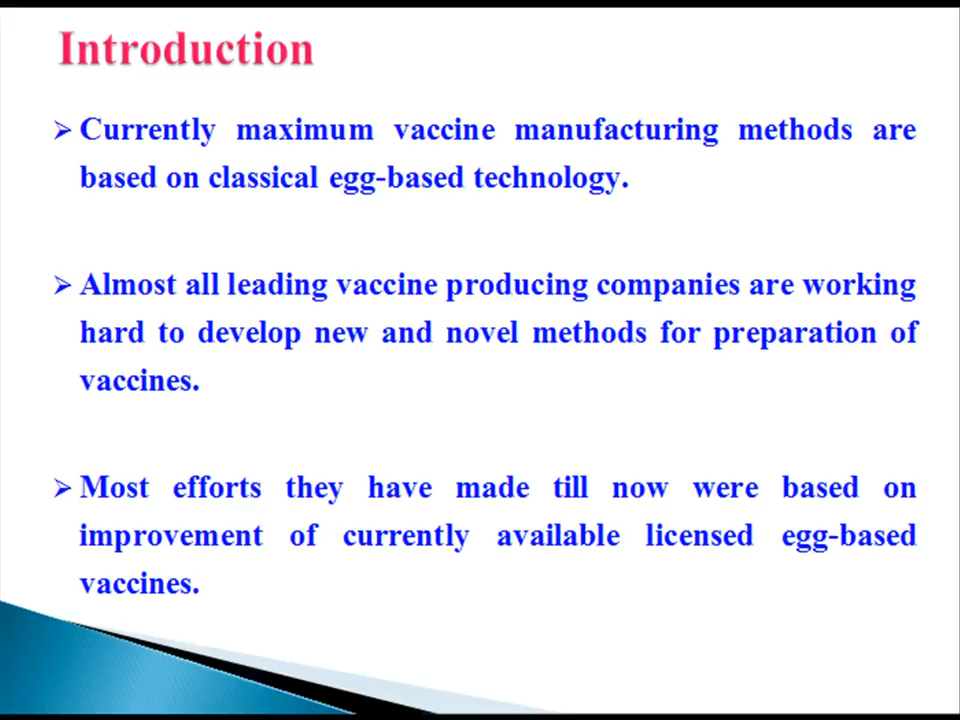 Introduction
➢ Currently maximum vaccine manufacturing methods are
based on classical egg-based technology.
➢ Almost all leading vaccine producing companies are working
hard to develop new and novel methods for preparation of
vaccines.
➢ Most efforts they have made till now were based on
improvement of currently available licensed egg-based
vaccines.